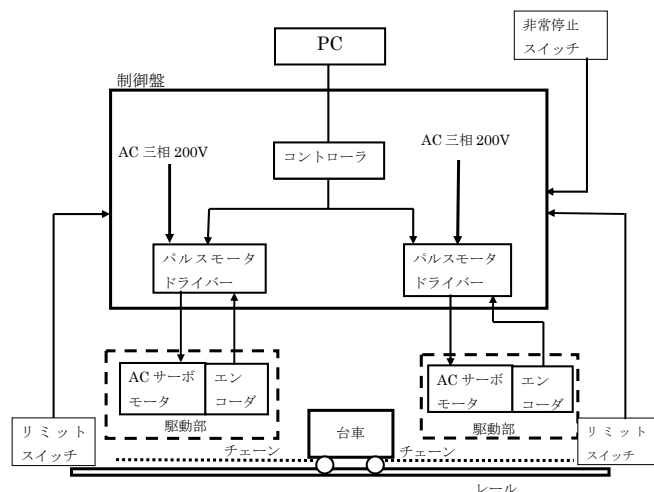 PC
非常停止
スイッチ
制御盤
AC 三相 200V
コントローラ
AC 三相 200V
パルスモータ
ドライバー
パルスモータ
ドライバー
AC サーボ
モータ
エン
コーダ
駆動部
AC サーボ
モータ
エン
コーダ
駆動部
リミット
スイッチ
台車
チェーン
チェーン
リミット
スイッチ
レール